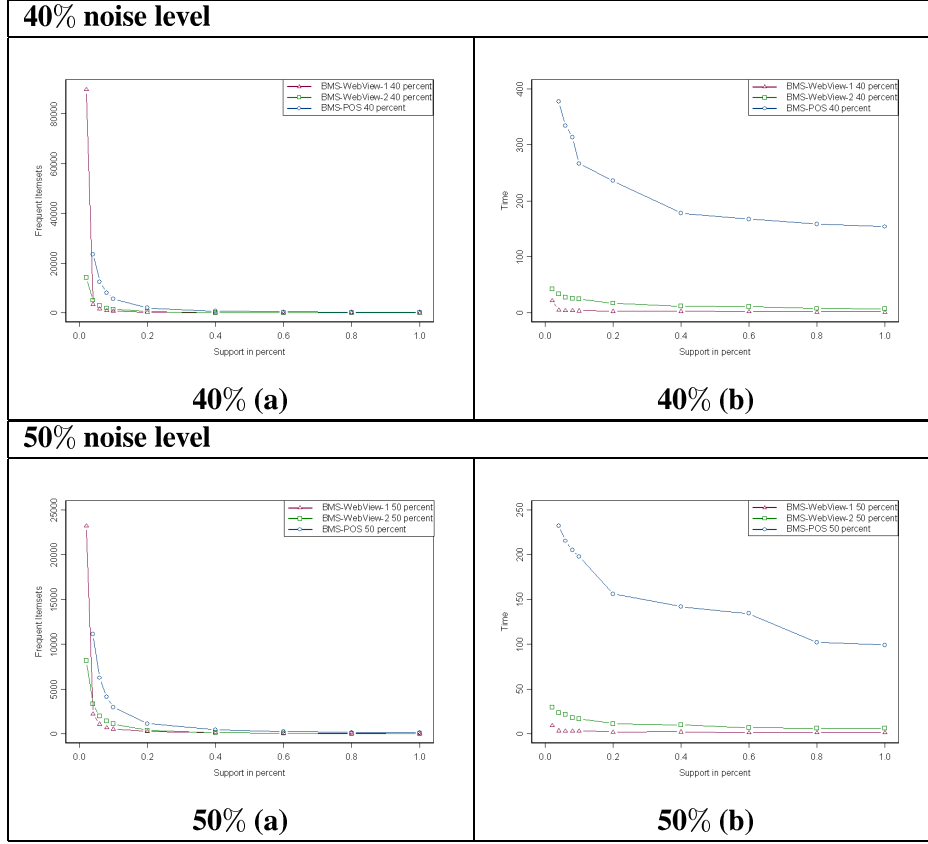 40% noise level
BMS-WebView-1 40 percent
BMS-WebView-2 40 percent
BMS-POS 40 percent
Frequent Itemsets
0 20000 40000 60000 80000
0.0 0.2 0.4 0.6 0.8 1.0
Support in percent
40% (a)
BMS-WebView-1 40 percent
BMS-WebView-2 40 percent
BMS-POS 40 percent
Time
0 100 200 300 400
0.0 0.2 0.4 0.6 0.8 1.0
Support in percent
40% (b)
50% noise level
BMS-WebView-1 50 percent
BMS-WebView-2 50 percent
BMS-POS 50 percent
Frequent Itemsets
0 5000 10000 15000 20000 25000
0.0 0.2 0.4 0.6 0.8 1.0
Support in percent
50% (a)
BMS-WebView-1 50 percent
BMS-WebView-2 50 percent
BMS-POS 50 percent
Time
0 50 100 150 200 250
0.0 0.2 0.4 0.6 0.8 1.0
Support in percent
50% (b)